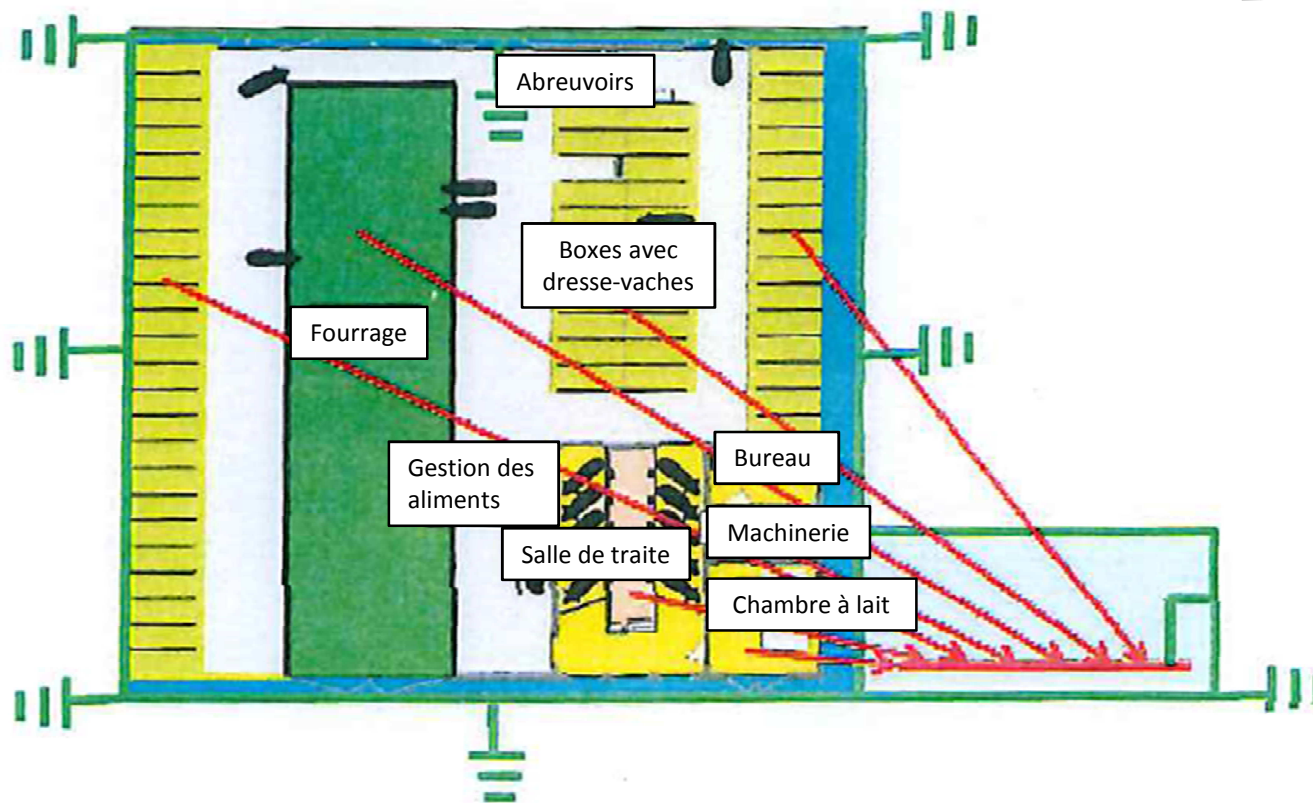 Abreuvoirs
Boxes avec
dresse-vaches
Fourrage
Bureau
Gestion des
aliments
Machinerie
Salle de traite
Chambre à lait